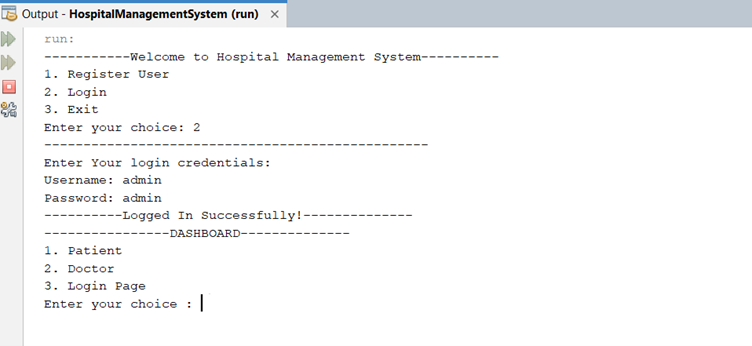 Output - HospitalManagementSystem (run) ×
run:
-----------Welcome to Hospital Management System----------
1. Register User
2. Login
3. Exit
Enter your choice: 2
-------------------------------------------------
Enter Your login credentials:
Username: admin
Password: admin
----------Logged In Successfully!--------------
----------------DASHBOARD--------------
1. Patient
2. Doctor
3. Login Page
Enter your choice :